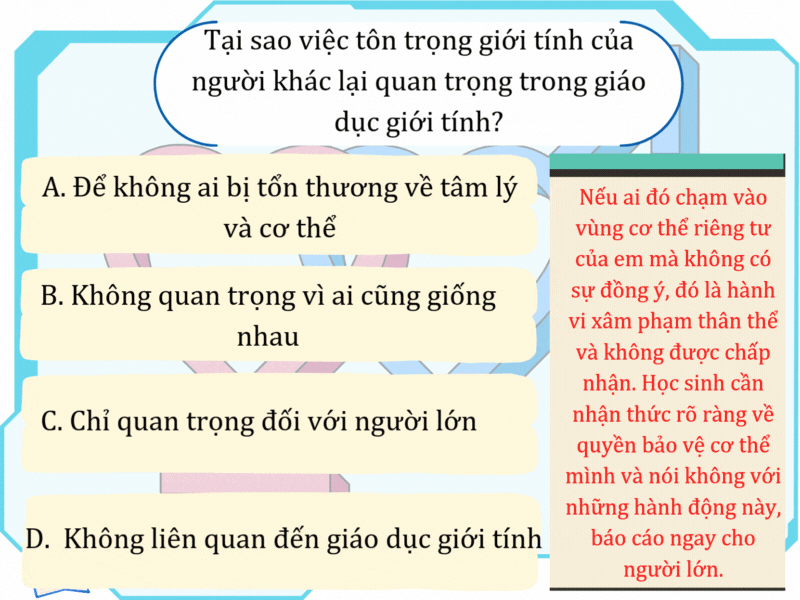 Tại sao việc tôn trọng giới tính của
người khác lại quan trọng trong giáo
dục giới tính?
A. Để không ai bị tổn thương về tâm lý
và cơ thể
B. Không quan trọng vì ai cũng giống
nhau
C. Chỉ quan trọng đối với người lớn
D. Không liên quan đến giáo dục giới tính
Nếu ai đó chạm vào
vùng cơ thể riêng tư
của em mà không có
sự đồng ý, đó là hành
vi xâm phạm thân thể
và không được chấp
nhận. Học sinh cần
nhận thức rõ ràng về
quyền bảo vệ cơ thể
mình và nói không với
những hành động này,
báo cáo ngay cho
người lớn.